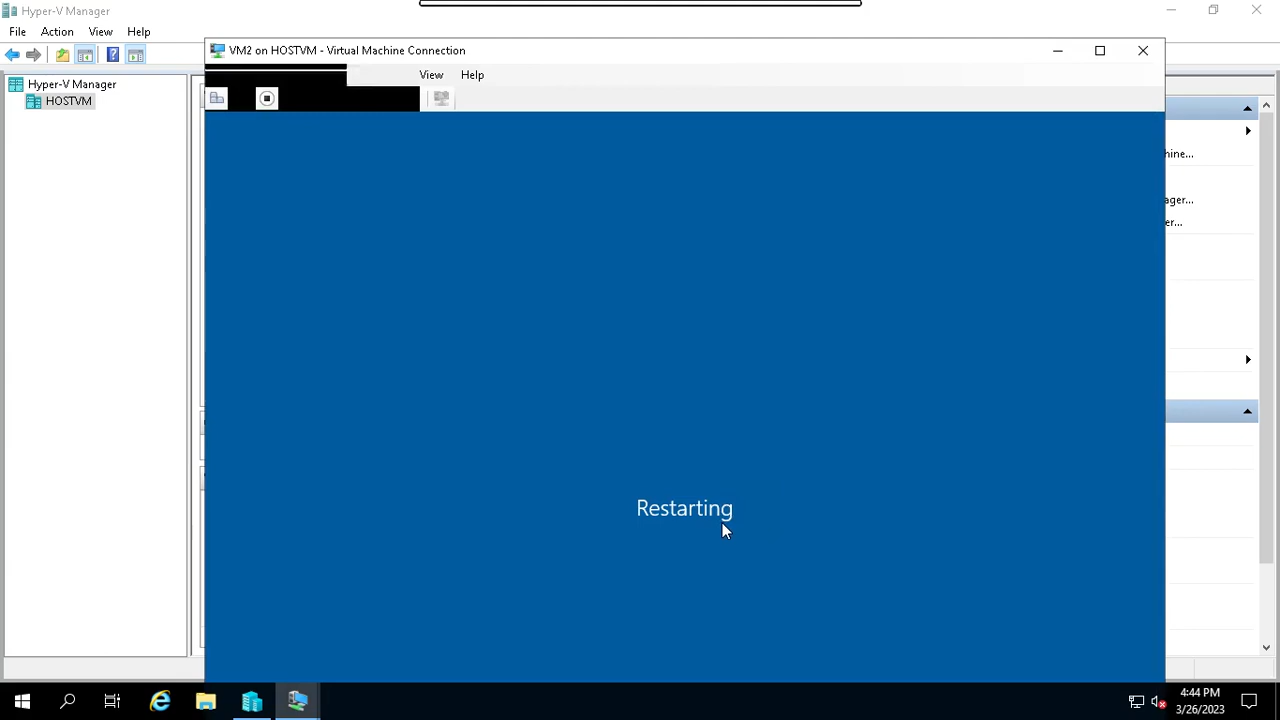 Hyper-V Manager
File Action View Help
Hyper-V Manager
HOSTVM
VM2 on HOSTVM - Virtual Machine Connection
View Help
hine...
ager...
er...
Restarting
4:44 PM
3/26/2023